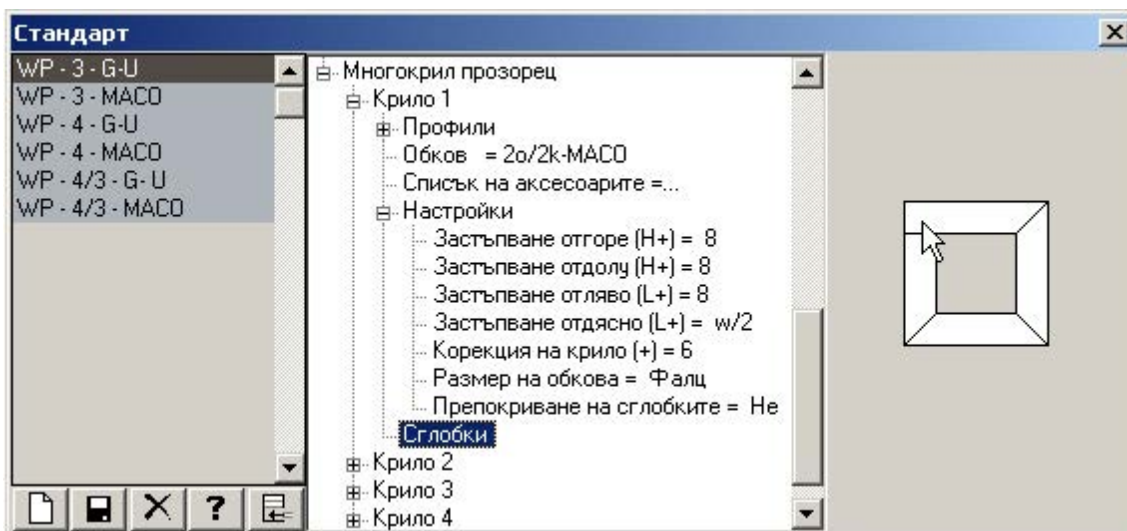 Стандарт
WP - 3 - G-U
WP - 3 - MACO
WP - 4 - G-U
WP - 4 - MACO
WP - 4/3 - G- U
WP - 4/3 - MACO
Многокрил прозорец
Крило 1
Профили
Обков = 2o/2k-MACO
Списък на аксесоарите =...
Настройки
Застъпване отгоре (H+) = 8
Застъпване отдолу (H+) = 8
Застъпване отляво (L+) = 8
Застъпване отдясно (L+) = w/2
Корекция на крило (+) = 6
Размер на обкова = Фалц
Препокриване на сглобките = Не
Сглобки
Крило 2
Крило 3
Крило 4
?